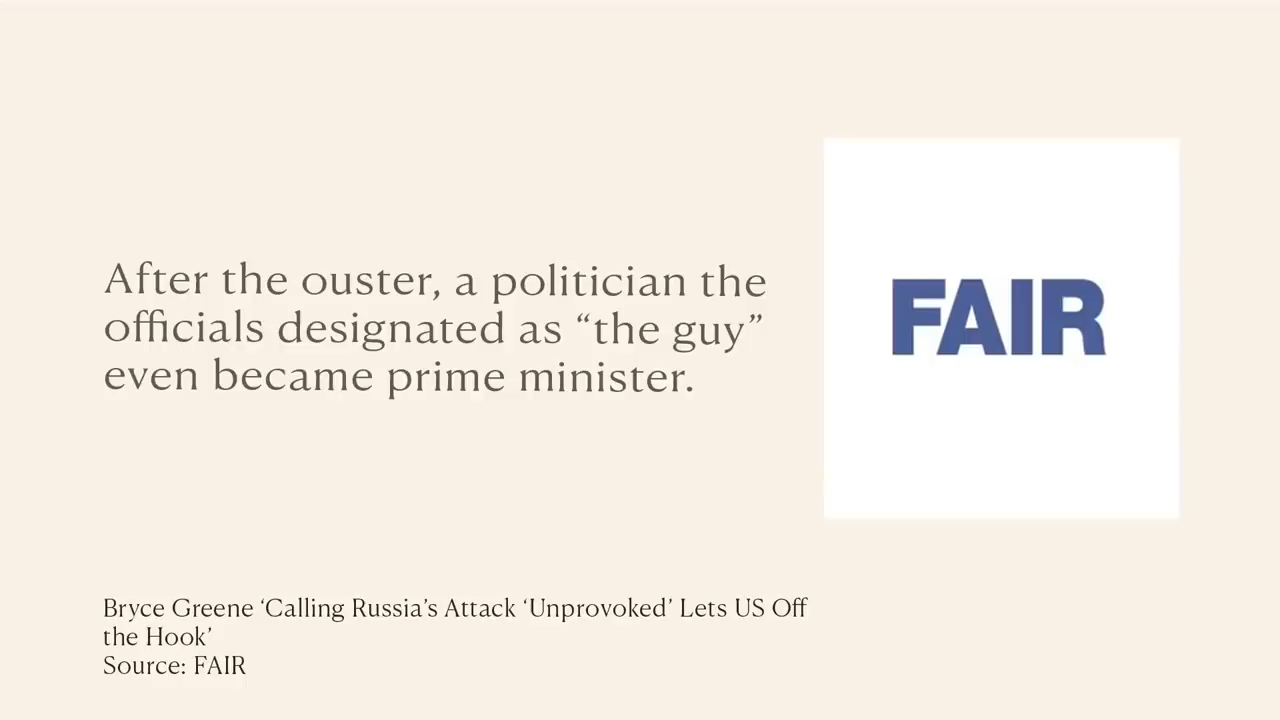 After the ouster, a politician the
officials designated as “the guy”
even became prime minister.
FAIR
Bryce Greene ‘Calling Russia’s Attack ‘Unprovoked’ Lets US Off
the Hook’
Source: FAIR